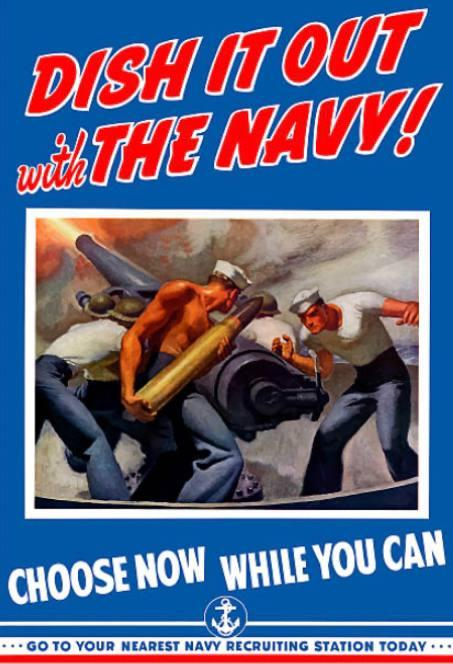 DISH IT OUT
with THE NAVY!
CHOOSE NOW WHILE YOU CAN
···GO TO YOUR NEAREST NAVY RECRUITING STATION TODAY···